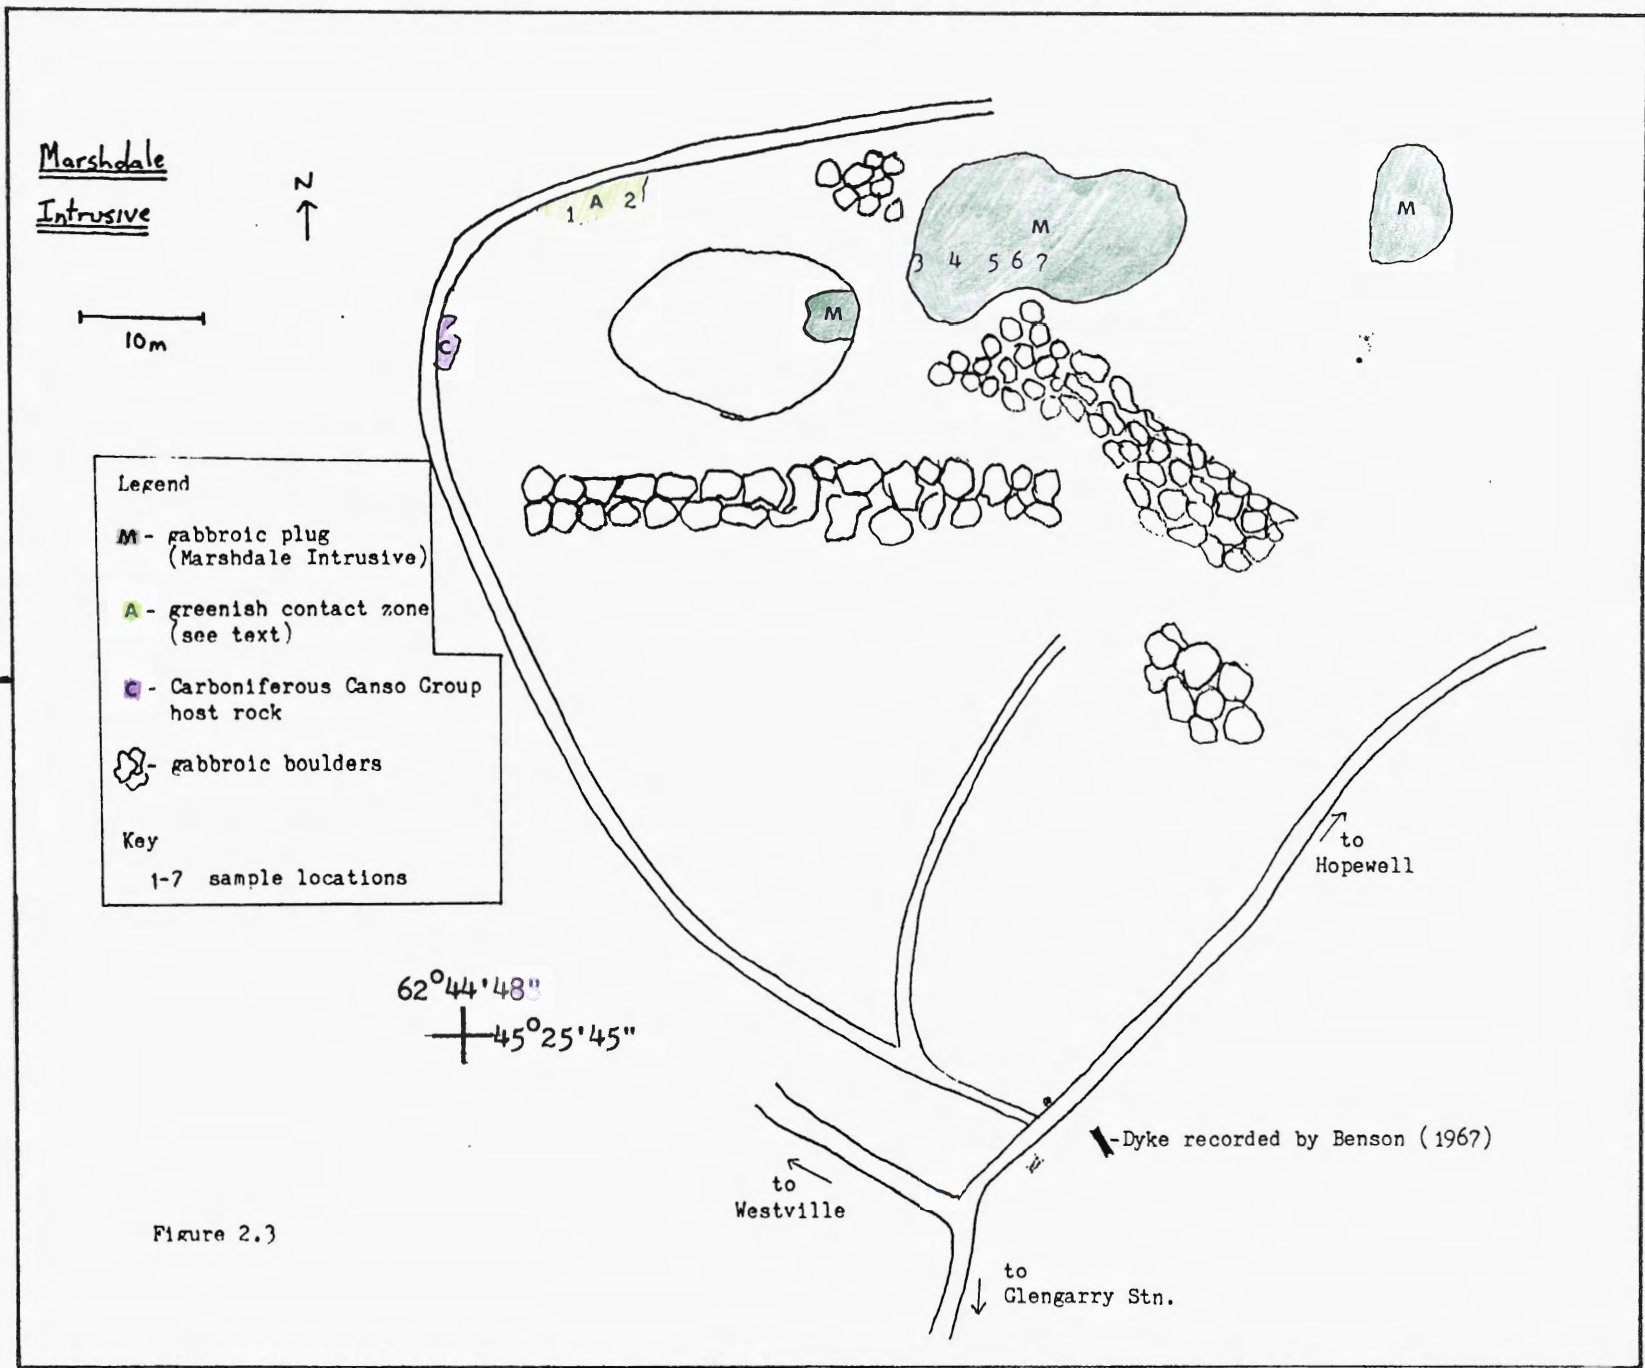 Marshdale
Intrusive
N
10m
1 A 2
M
3 4 5 6 7
M
M
C
Legend
M - gabbroic plug
(Marshdale Intrusive)
A - greenish contact zone
(see text)
C - Carboniferous Canso Group
host rock
- gabbroic boulders
Key
1-7 sample locations
62°44'48"
45°25'45"
to
Hopewell
-Dyke recorded by Benson (1967)
to
Westville
to
Glengarry Stn.
Figure 2.3